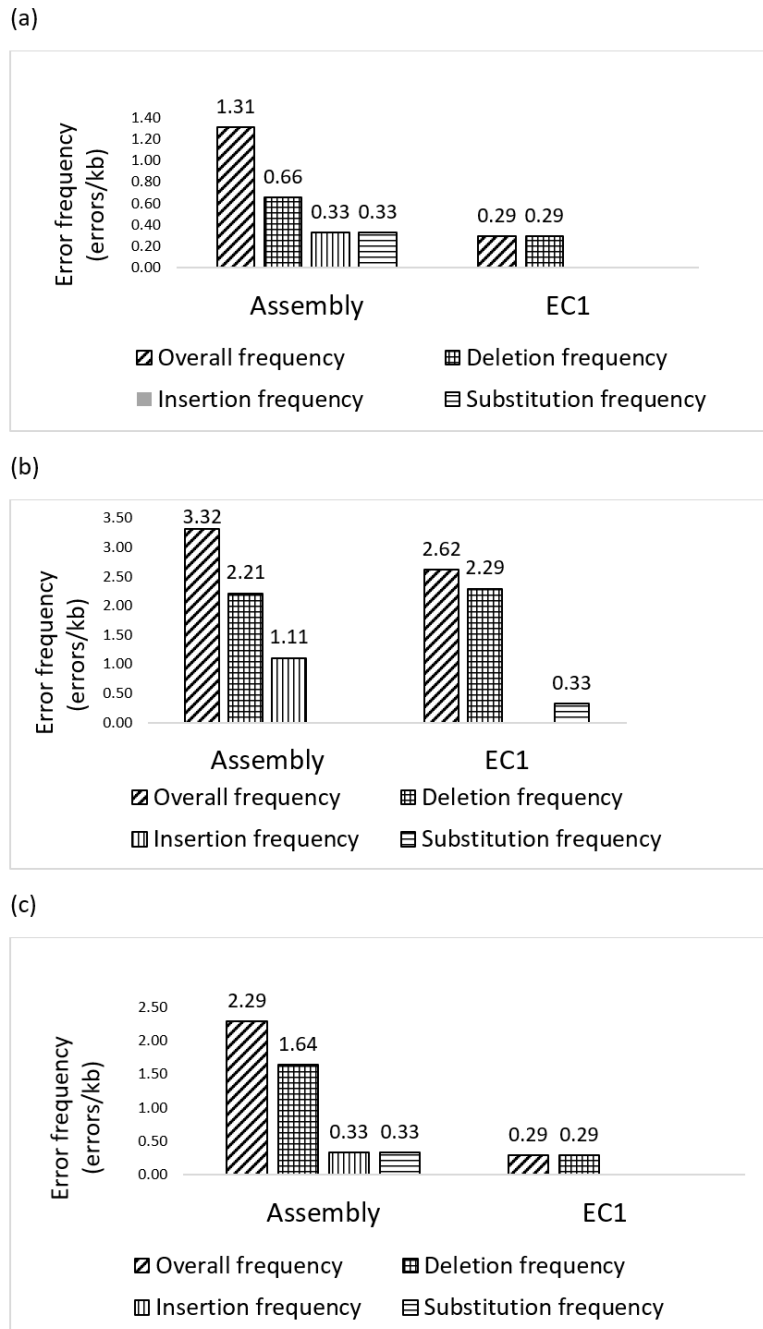 (a)
1.40
1.20
1.00
0.80
0.60
0.40
0.20
0.00
Error frequency
(errors/kb)
1.31
0.66
0.33
0.33
0.29
0.29
Assembly
EC1
Overall frequency
Deletion frequency
Insertion frequency
Substitution frequency
(b)
3.50
3.00
2.50
2.00
1.50
1.00
0.50
0.00
Error frequency
(errors/kb)
3.32
2.21
1.11
2.62
2.29
0.33
Assembly
EC1
Overall frequency
Deletion frequency
Insertion frequency
Substitution frequency
(c)
2.50
2.00
1.50
1.00
0.50
0.00
Error frequency
(errors/kb)
2.29
1.64
0.33
0.33
0.29
0.29
Assembly
EC1
Overall frequency
Deletion frequency
Insertion frequency
Substitution frequency